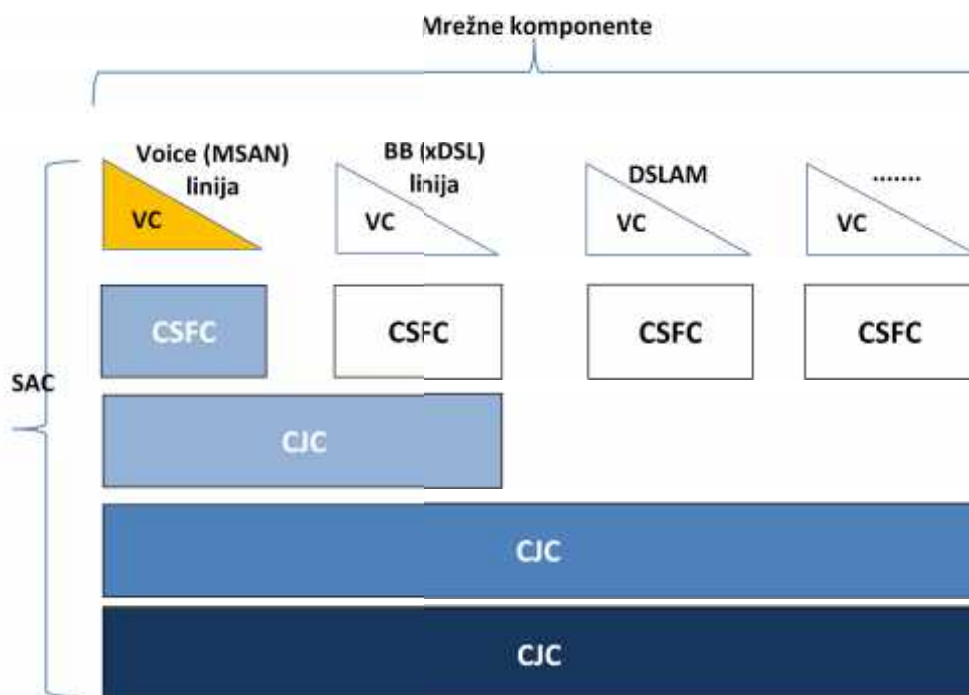 Mrežne komponente
Voice (MSAN)
linija
BB (xDSL)
linija
DSLAM
.......
VC
VC
VC
VC
CSFC
CSFC
CSFC
CSFC
SAC
CJC
CJC
CJC